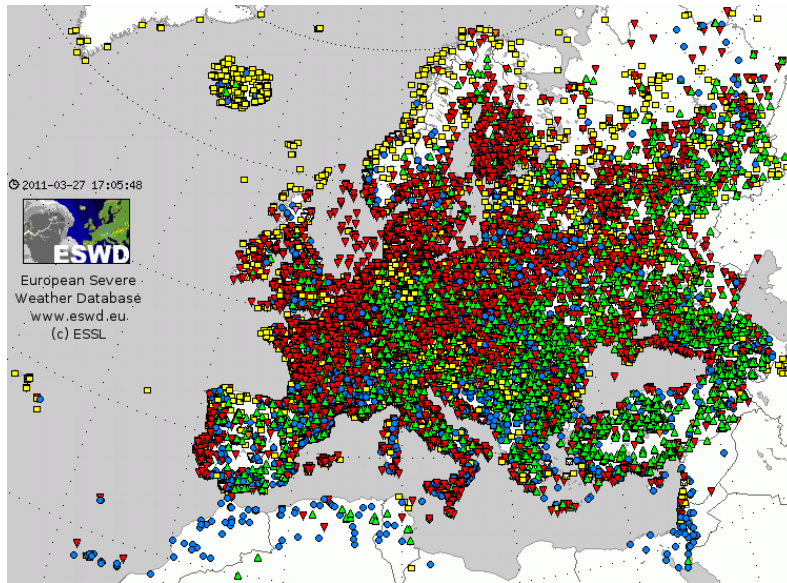 2011-03-27 17:05:48
ESWD
European Severe
Weather Database
www.eswd.eu
(c) ESSL